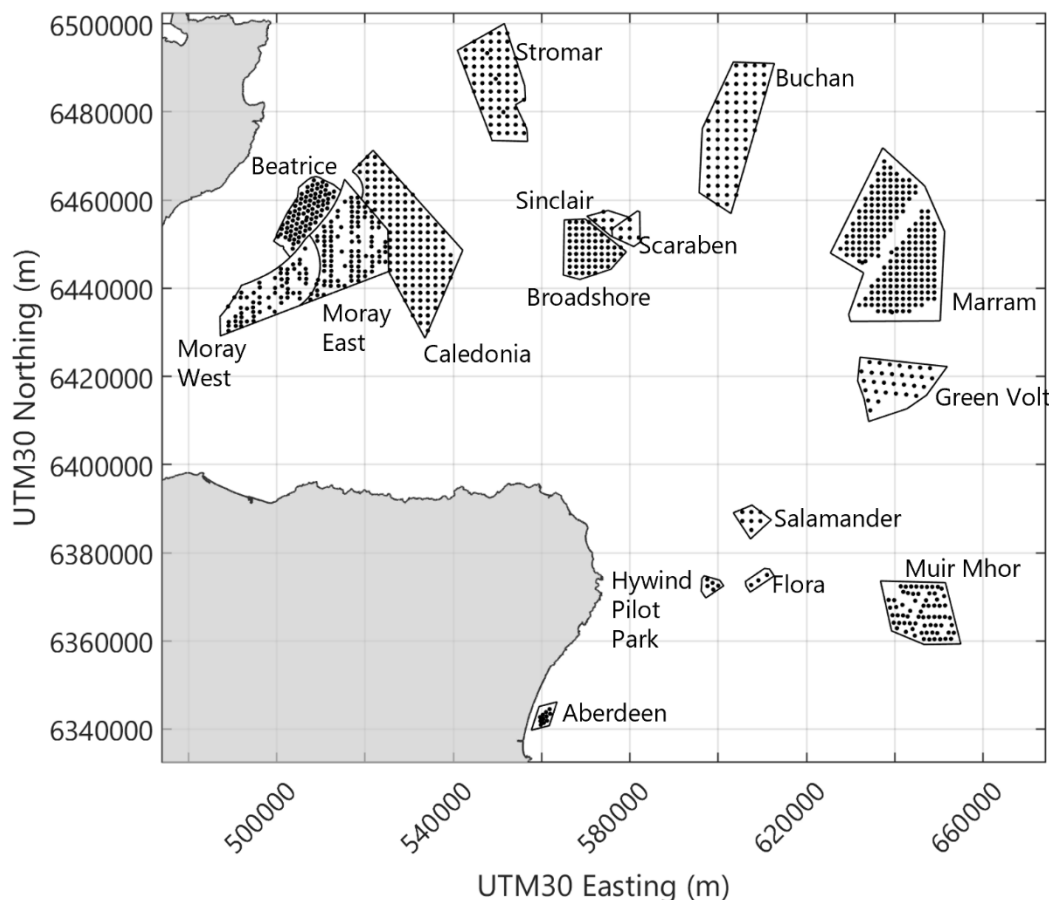 6500000
6480000
6460000
6440000
6420000
6400000
6380000
6360000
6340000
UTM30 Northing (m)
Stromar
Buchan
Beatrice
Sinclair
Scaraben
Broadshore
Marram
Moray
East
Moray
West
Caledonia
Green Volt
Salamander
Hywind
Pilot
Park
Flora
Muir Mhor
Aberdeen
500000
540000
580000
620000
660000
UTM30 Easting (m)